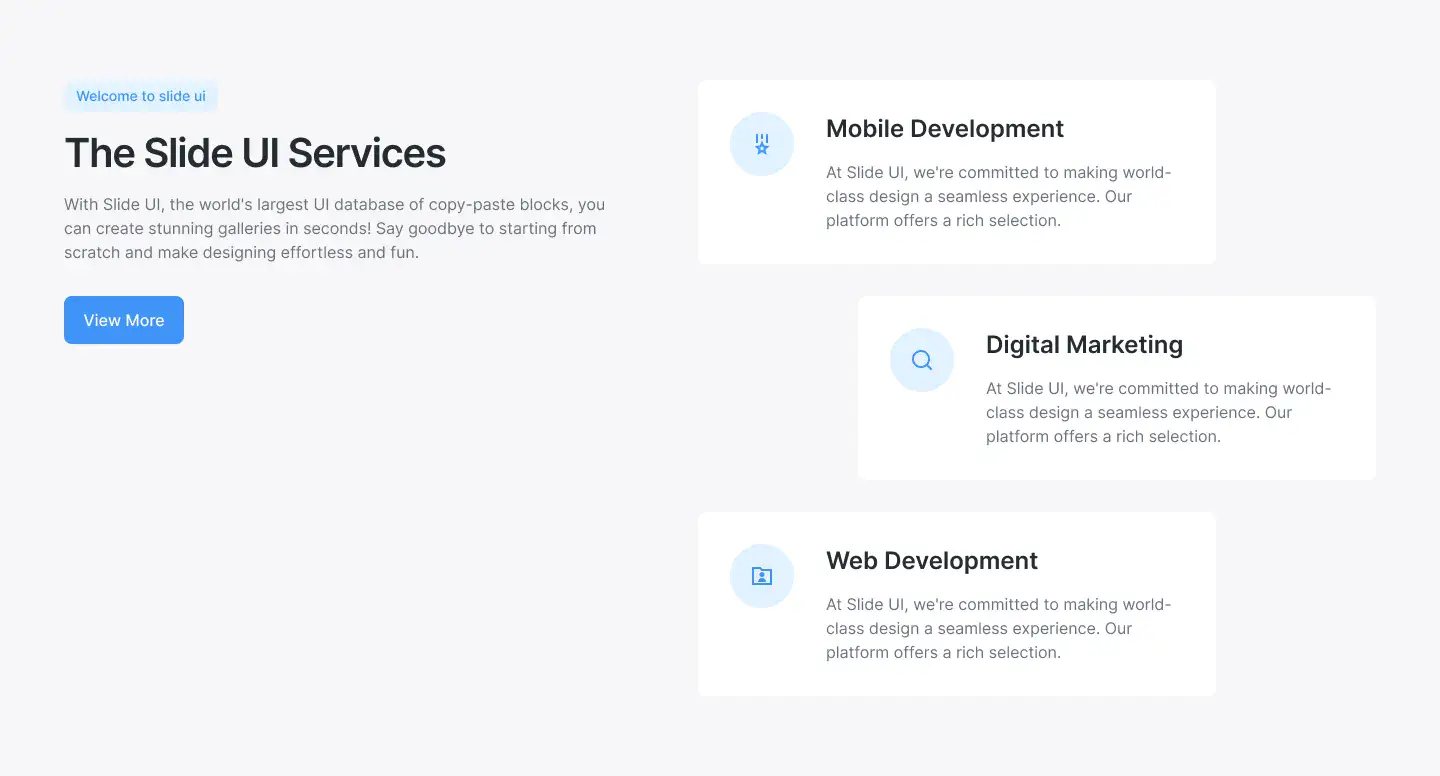 Welcome to slide ui
The Slide UI Services
With Slide UI, the world's largest UI database of copy-paste blocks, you
can create stunning galleries in seconds! Say goodbye to starting from
scratch and make designing effortless and fun.
View More
Mobile Development
At Slide UI, we're committed to making world-
class design a seamless experience. Our
platform offers a rich selection.
Digital Marketing
At Slide UI, we're committed to making world-
class design a seamless experience. Our
platform offers a rich selection.
Web Development
At Slide UI, we're committed to making world-
class design a seamless experience. Our
platform offers a rich selection.